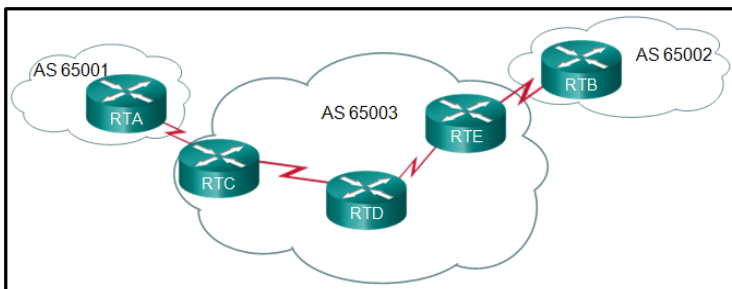 AS 65001
RTA
RTC
AS 65003
RTD
RTE
RTB
AS 65002